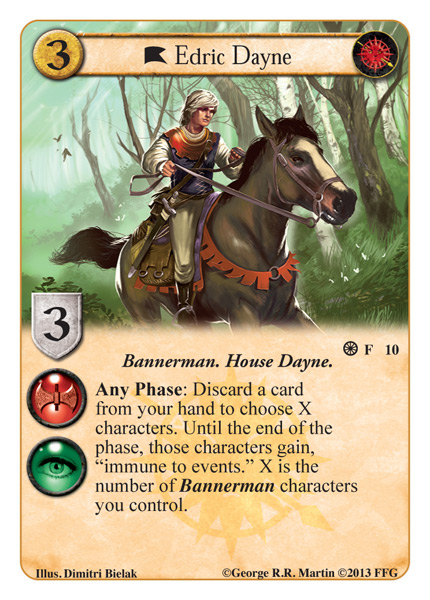 3 Edric Dayne
3
F 10
Bannerman. House Dayne.
Any Phase: Discard a card
from your hand to choose X
characters. Until the end of
the phase, those characters gain,
“immune to events.” X is the
number of Bannerman characters
you control.
Illus. Dimitri Bielak ©George R.R. Martin ©2013 FFG